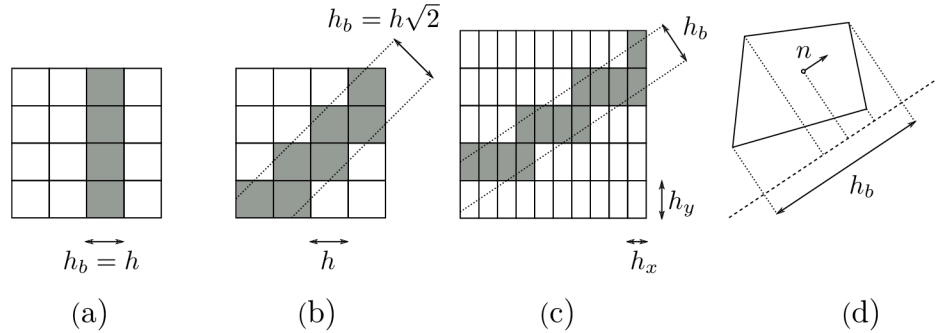 h_b = h√2
h_b
n
h_b
h_y
h_b = h
h
h_x
(a)
(b)
(c)
(d)